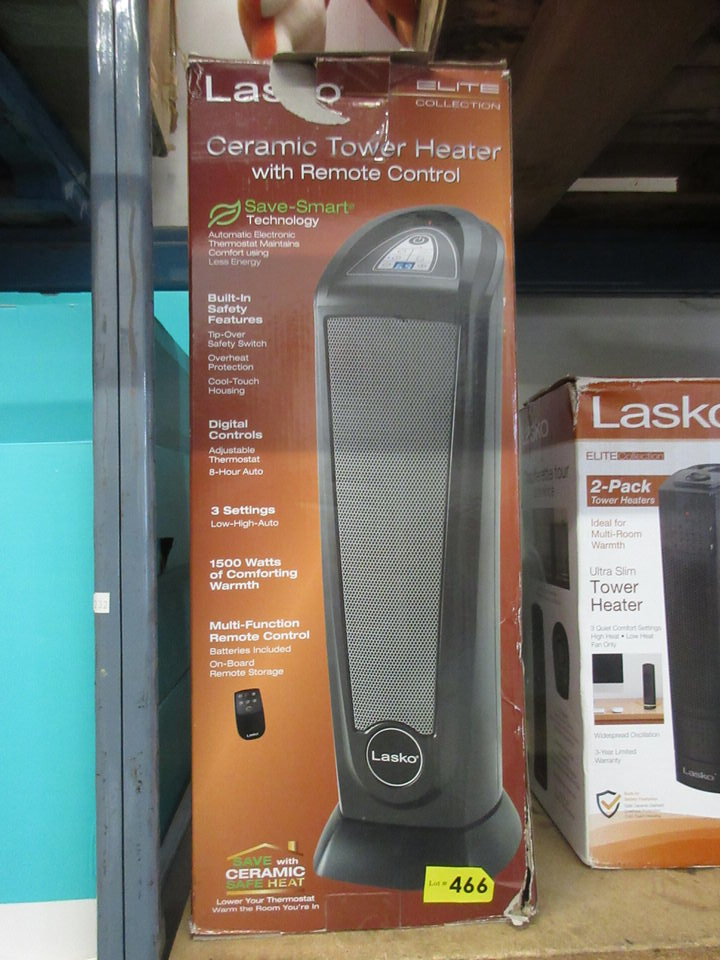 Lasko
ELITE
COLLECTION
Ceramic Tower Heater
with Remote Control
Save-Smart®
Technology
Automatic Electronic
Thermostat Maintains
Comfort using
Less Energy
Built-In
Safety
Features
Tip-Over
Safety Switch
Overheat
Protection
Cool-Touch
Housing
Digital
Controls
Adjustable
Thermostat
8-Hour Auto
3 Settings
Low-High-Auto
1500 Watts
of Comforting
Warmth
Multi-Function
Remote Control
Batteries Included
On-Board
Remote Storage
Lasko®
SAVE with
CERAMIC
SAFE HEAT
Lower Your Thermostat
Warm the Room You're In
Lot # 466
Lasko
ELITE Collection
2-Pack
Tower Heaters
Ideal for
Multi-Room
Warmth
Ultra Slim
Tower
Heater
3 Quiet Comfort Settings
High Heat • Low Heat
Fan Only
Widespread Oscillation
3-Year Limited
Warranty
Lasko